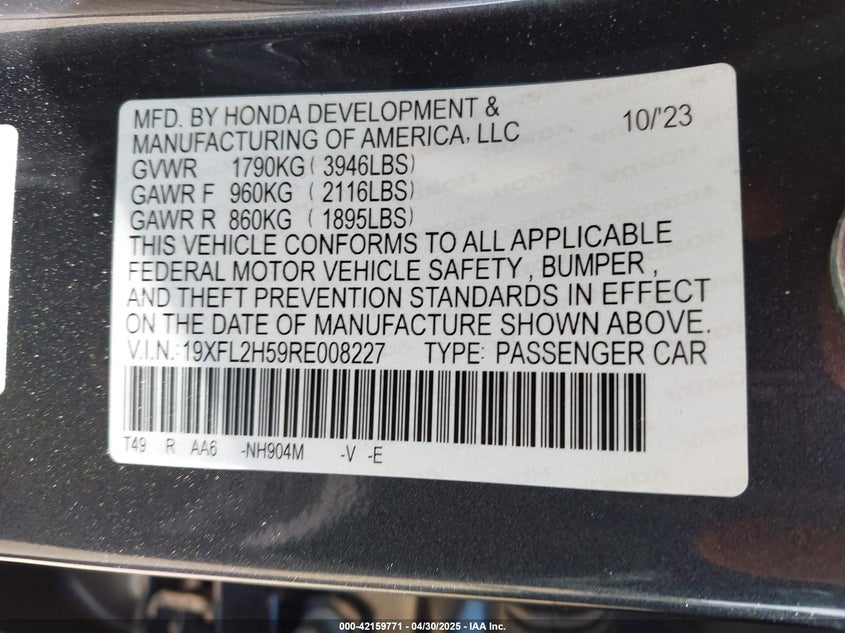 MFD. BY HONDA DEVELOPMENT &
MANUFACTURING OF AMERICA, LLC 10/'23
GVWR 1790KG ( 3946LBS)
GAWR F 960KG ( 2116LBS)
GAWR R 860KG ( 1895LBS)
THIS VEHICLE CONFORMS TO ALL APPLICABLE
FEDERAL MOTOR VEHICLE SAFETY , BUMPER ,
AND THEFT PREVENTION STANDARDS IN EFFECT
ON THE DATE OF MANUFACTURE SHOWN ABOVE.
V.I.N.: 19XFL2H59RE008227 TYPE: PASSENGER CAR
T49 R AA6 -NH904M -V -E
000-42159771 - 04/30/2025 - IAA Inc.